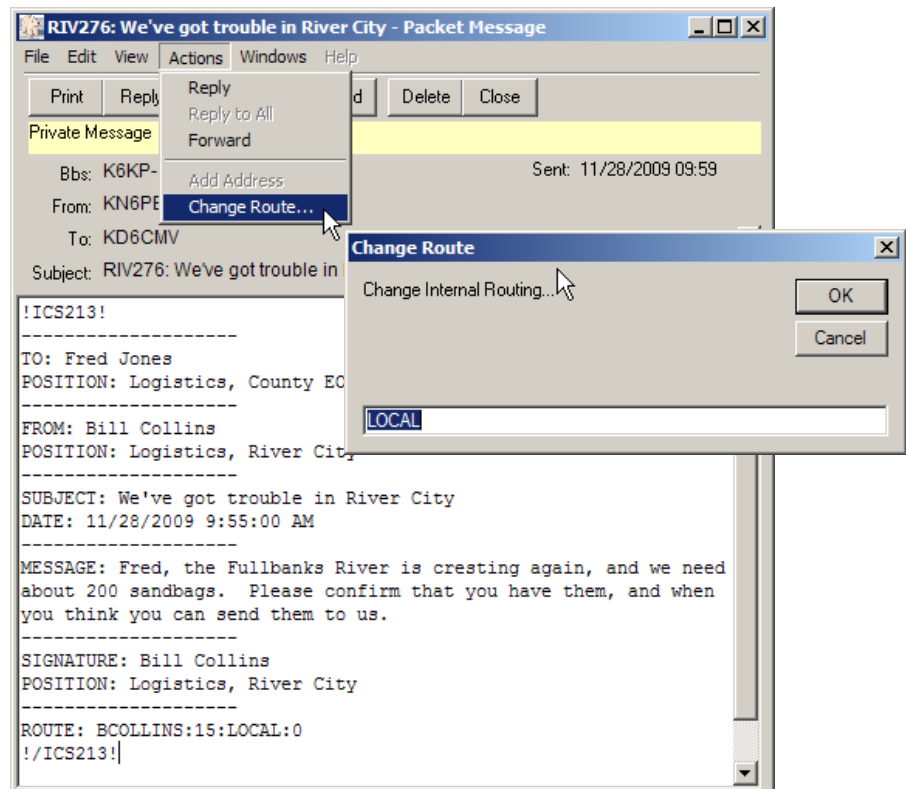 RIV276: We've got trouble in River City - Packet Message
File Edit View Actions Windows Help
Print Reply d Delete Close
Reply
Reply to All
Forward
Add Address
Change Route...
Private Message
Bbs: K6KP- Sent: 11/28/2009 09:59
From: KN6PE
To: KD6CMV
Subject: RIV276: We've got trouble in
Change Route
Change Internal Routing...
OK
Cancel
LOCAL
!ICS213!
--------------------
TO: Fred Jones
POSITION: Logistics, County EO
--------------------
FROM: Bill Collins
POSITION: Logistics, River City
--------------------
SUBJECT: We've got trouble in River City
DATE: 11/28/2009 9:55:00 AM
--------------------
MESSAGE: Fred, the Fullbanks River is cresting again, and we need
about 200 sandbags.  Please confirm that you have them, and when
you think you can send them to us.
--------------------
SIGNATURE: Bill Collins
POSITION: Logistics, River City
--------------------
ROUTE: BCOLLINS:15:LOCAL:0
!/ICS213!